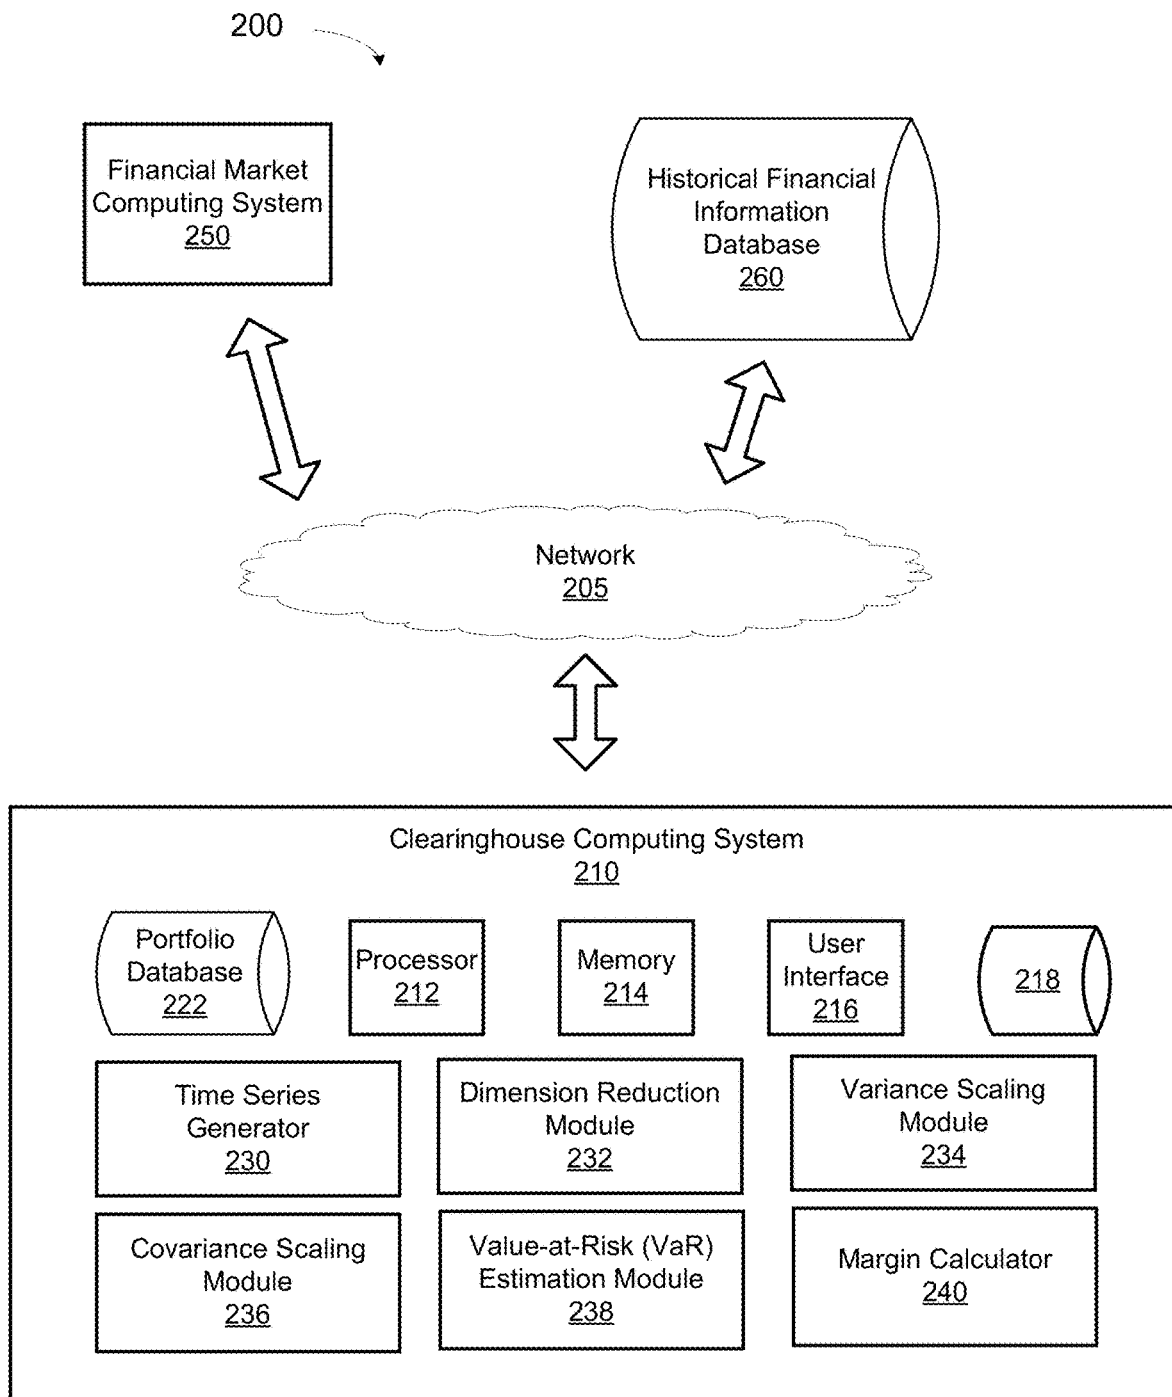 200
Financial Market
Computing System
250
Historical Financial
Information
Database
260
Network
205
Clearinghouse Computing System
210
Portfolio
Database
222
Processor
212
Memory
214
User
Interface
216
218
Time Series
Generator
230
Dimension Reduction
Module
232
Variance Scaling
Module
234
Covariance Scaling
Module
236
Value-at-Risk (VaR)
Estimation Module
238
Margin Calculator
240